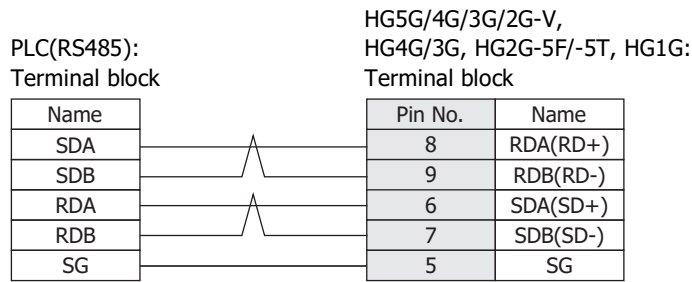 HG5G/4G/3G/2G-V,
PLC(RS485): HG4G/3G, HG2G-5F/-5T, HG1G:
Terminal block Terminal block
Name Pin No. Name
SDA 8 RDA(RD+)
SDB 9 RDB(RD-)
RDA 6 SDA(SD+)
RDB 7 SDB(SD-)
SG 5 SG